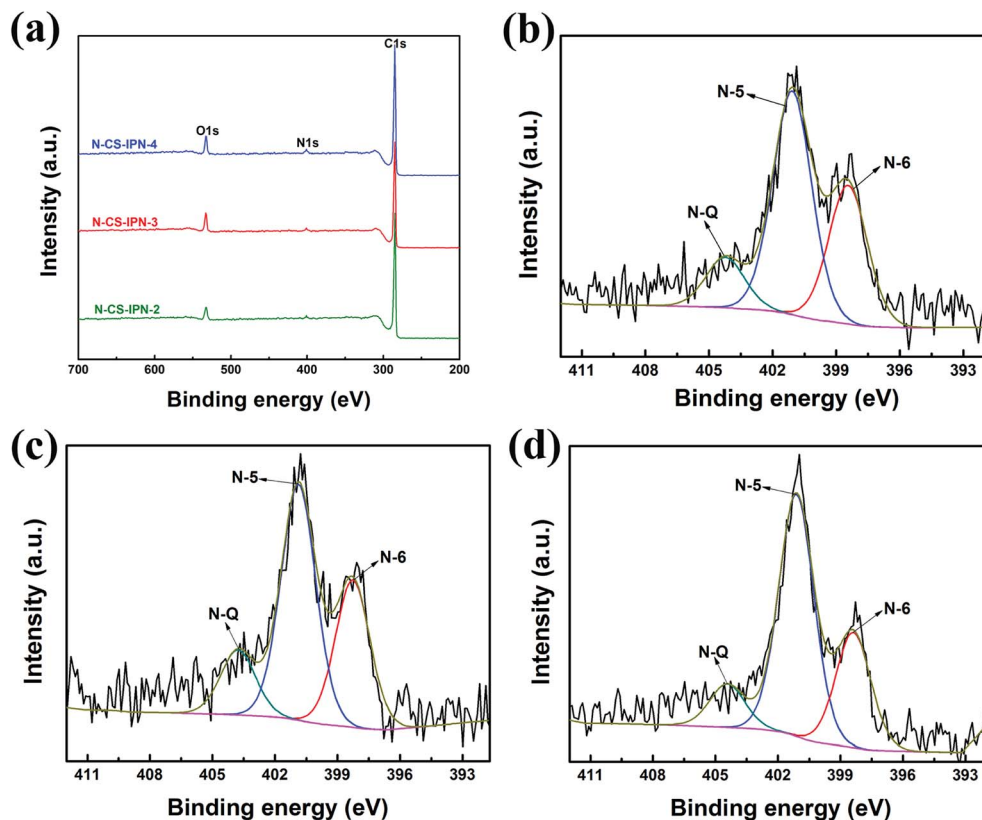 (a)
Intensity (a.u.)
C1s
O1s
N1s
N-CS-IPN-4
N-CS-IPN-3
N-CS-IPN-2
700 600 500 400 300 200
Binding energy (eV)
(b)
Intensity (a.u.)
N-5
N-6
N-Q
411 408 405 402 399 396 393
Binding energy (eV)
(c)
Intensity (a.u.)
N-5
N-6
N-Q
411 408 405 402 399 396 393
Binding energy (eV)
(d)
Intensity (a.u.)
N-5
N-6
N-Q
411 408 405 402 399 396 393
Binding energy (eV)